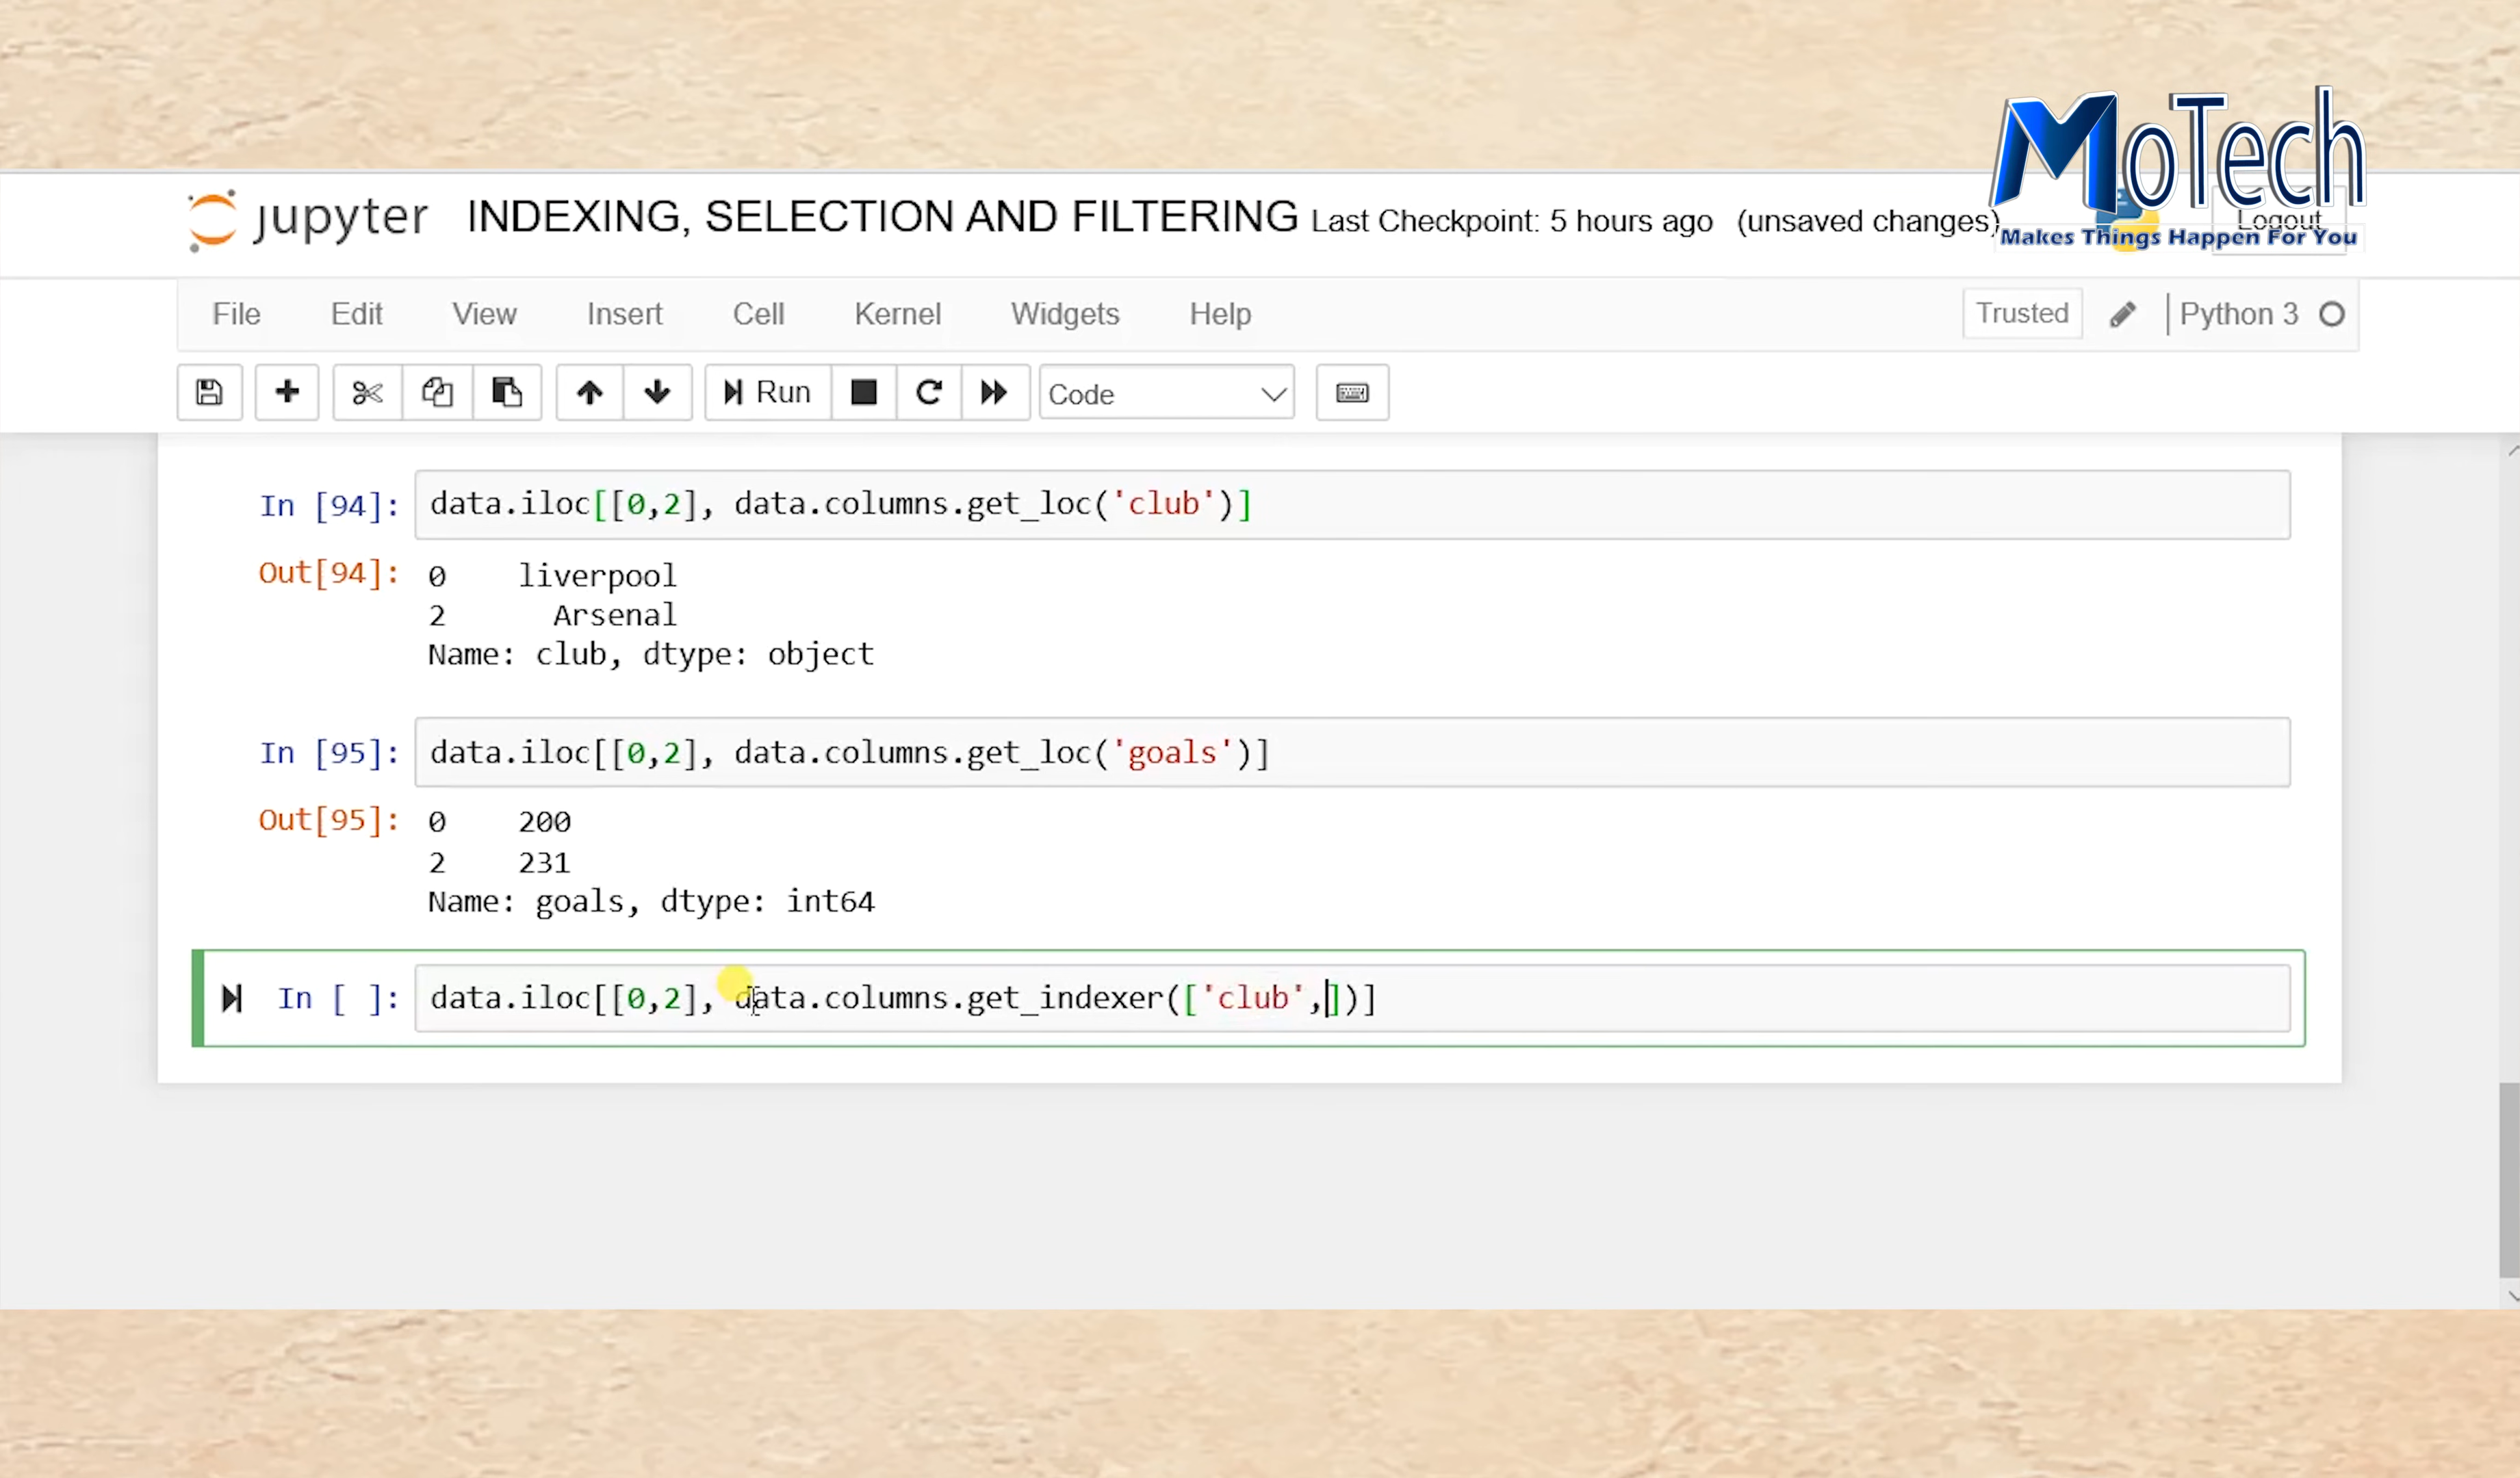 MoTech
Makes Things Happen For You
jupyter INDEXING, SELECTION AND FILTERING Last Checkpoint: 5 hours ago (unsaved changes)
Logout
File Edit View Insert Cell Kernel Widgets Help Trusted Python 3
Run Code
In [94]: data.iloc[[0,2], data.columns.get_loc('club')]
Out[94]: 0 liverpool
2 Arsenal
Name: club, dtype: object
In [95]: data.iloc[[0,2], data.columns.get_loc('goals')]
Out[95]: 0 200
2 231
Name: goals, dtype: int64
In [ ]: data.iloc[[0,2], data.columns.get_indexer(['club',])]